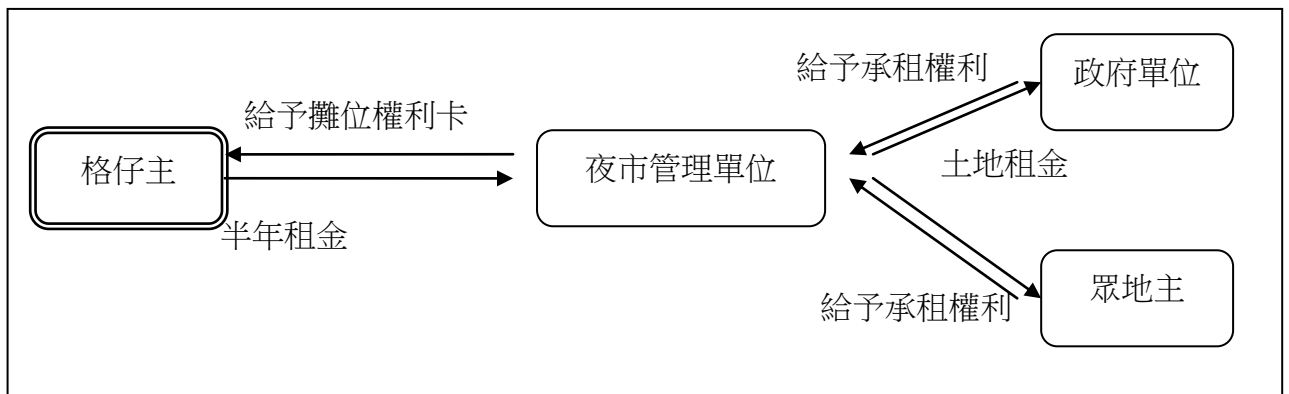 給予承租權利
政府單位
給予攤位權利卡
格仔主
夜市管理單位
土地租金
半年租金
眾地主
給予承租權利